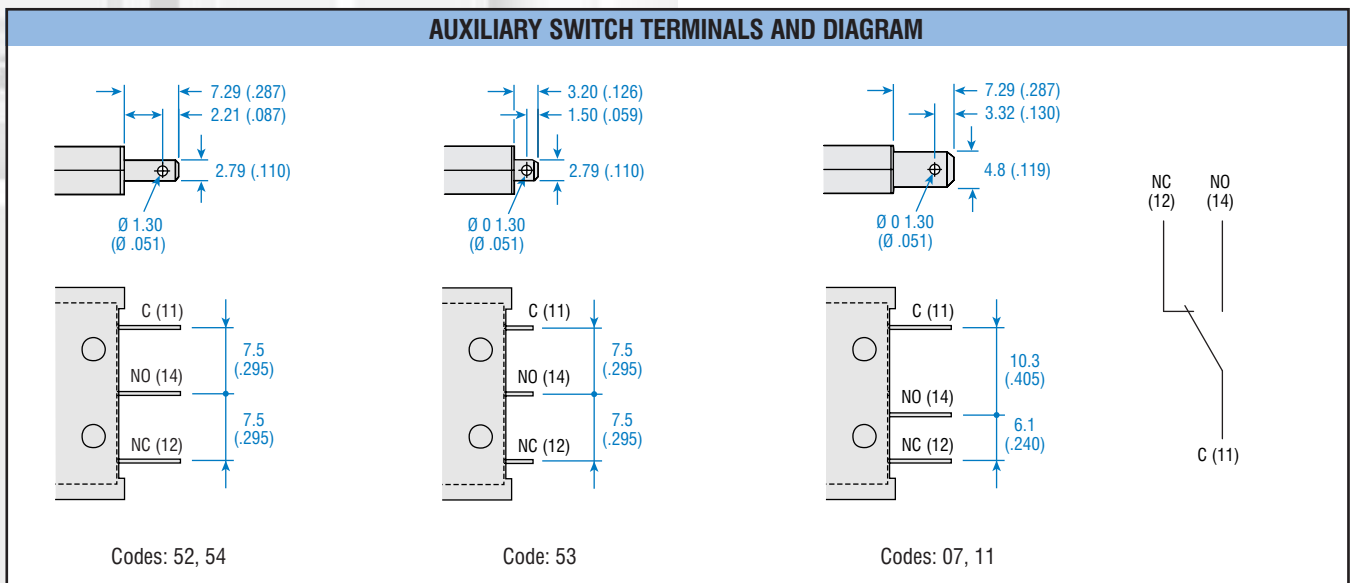 AUXILIARY SWITCH TERMINALS AND DIAGRAM
7.29 (.287)
2.21 (.087)
2.79 (.110)
Ø 1.30
(Ø .051)
C (11)
7.5
(.295)
NO (14)
7.5
(.295)
NC (12)
Codes: 52, 54
3.20 (.126)
1.50 (.059)
2.79 (.110)
Ø 0 1.30
(Ø .051)
C (11)
7.5
(.295)
NO (14)
7.5
(.295)
NC (12)
Code: 53
7.29 (.287)
3.32 (.130)
4.8 (.119)
Ø 0 1.30
(Ø .051)
C (11)
10.3
(.405)
NO (14)
6.1
(.240)
NC (12)
Codes: 07, 11
NC
(12)
NO
(14)
C (11)